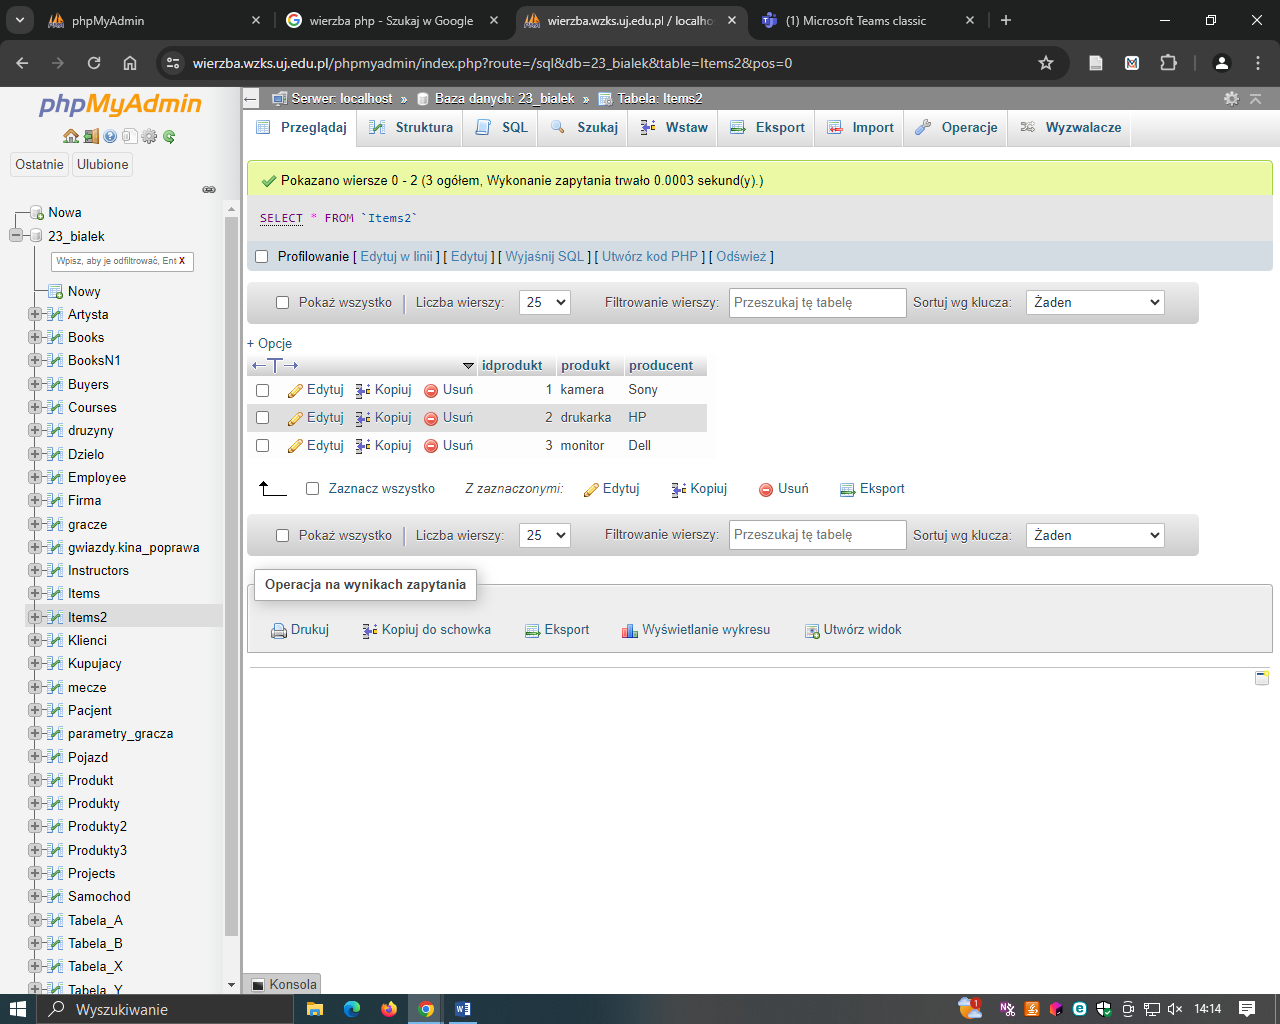 phpMyAdmin
wierzba php - Szukaj w Google
wierzba.wzks.uj.edu.pl / localho
(1) Microsoft Teams classic
wierzba.wzks.uj.edu.pl/phpmyadmin/index.php?route=/sql&db=23_bialek&table=Items2&pos=0
phpMyAdmin
Ostatnie
Ulubione
Nowa
23_bialek
Wpisz, aby je odfiltrować, Ent X
Nowy
Artysta
Books
BooksN1
Buyers
Courses
druzyny
Dzielo
Employee
Firma
gracze
gwiazdy.kina_poprawa
Instructors
Items
Items2
Klienci
Kupujacy
mecze
Pacjent
parametry_gracza
Pojazd
Produkt
Produkty
Produkty2
Produkty3
Projects
Samochod
Tabela_A
Tabela_B
Tabela_X
Tabela_Y
Serwer: localhost » Baza danych: 23_bialek » Tabela: Items2
Przeglądaj Struktura SQL Szukaj Wstaw Eksport Import Operacje Wyzwalacze
Pokazano wiersze 0 - 2 (3 ogółem, Wykonanie zapytania trwało 0.0003 sekund(y).)
SELECT * FROM `Items2`
Profilowanie [ Edytuj w linii ] [ Edytuj ] [ Wyjaśnij SQL ] [ Utwórz kod PHP ] [ Odśwież ]
Pokaż wszystko Liczba wierszy: 25 Filtrowanie wierszy: Przeszukaj tę tabelę Sortuj wg klucza: Żaden
+ Opcje
←T→ idprodukt produkt producent
Edytuj Kopiuj Usuń 1 kamera Sony
Edytuj Kopiuj Usuń 2 drukarka HP
Edytuj Kopiuj Usuń 3 monitor Dell
Zaznacz wszystko Z zaznaczonymi: Edytuj Kopiuj Usuń Eksport
Pokaż wszystko Liczba wierszy: 25 Filtrowanie wierszy: Przeszukaj tę tabelę Sortuj wg klucza: Żaden
Operacja na wynikach zapytania
Drukuj Kopiuj do schowka Eksport Wyświetlanie wykresu Utwórz widok
Konsola
Wyszukiwanie
1
14:14